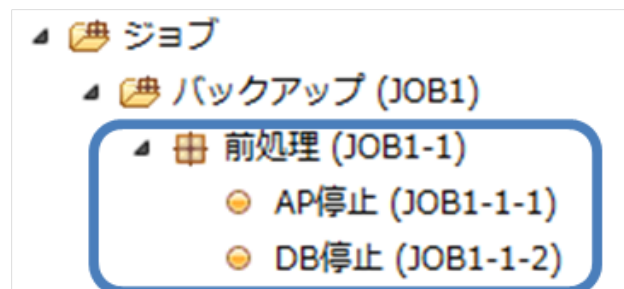 ジョブ
バックアップ (JOB1)
前処理 (JOB1-1)
AP停止 (JOB1-1-1)
DB停止 (JOB1-1-2)